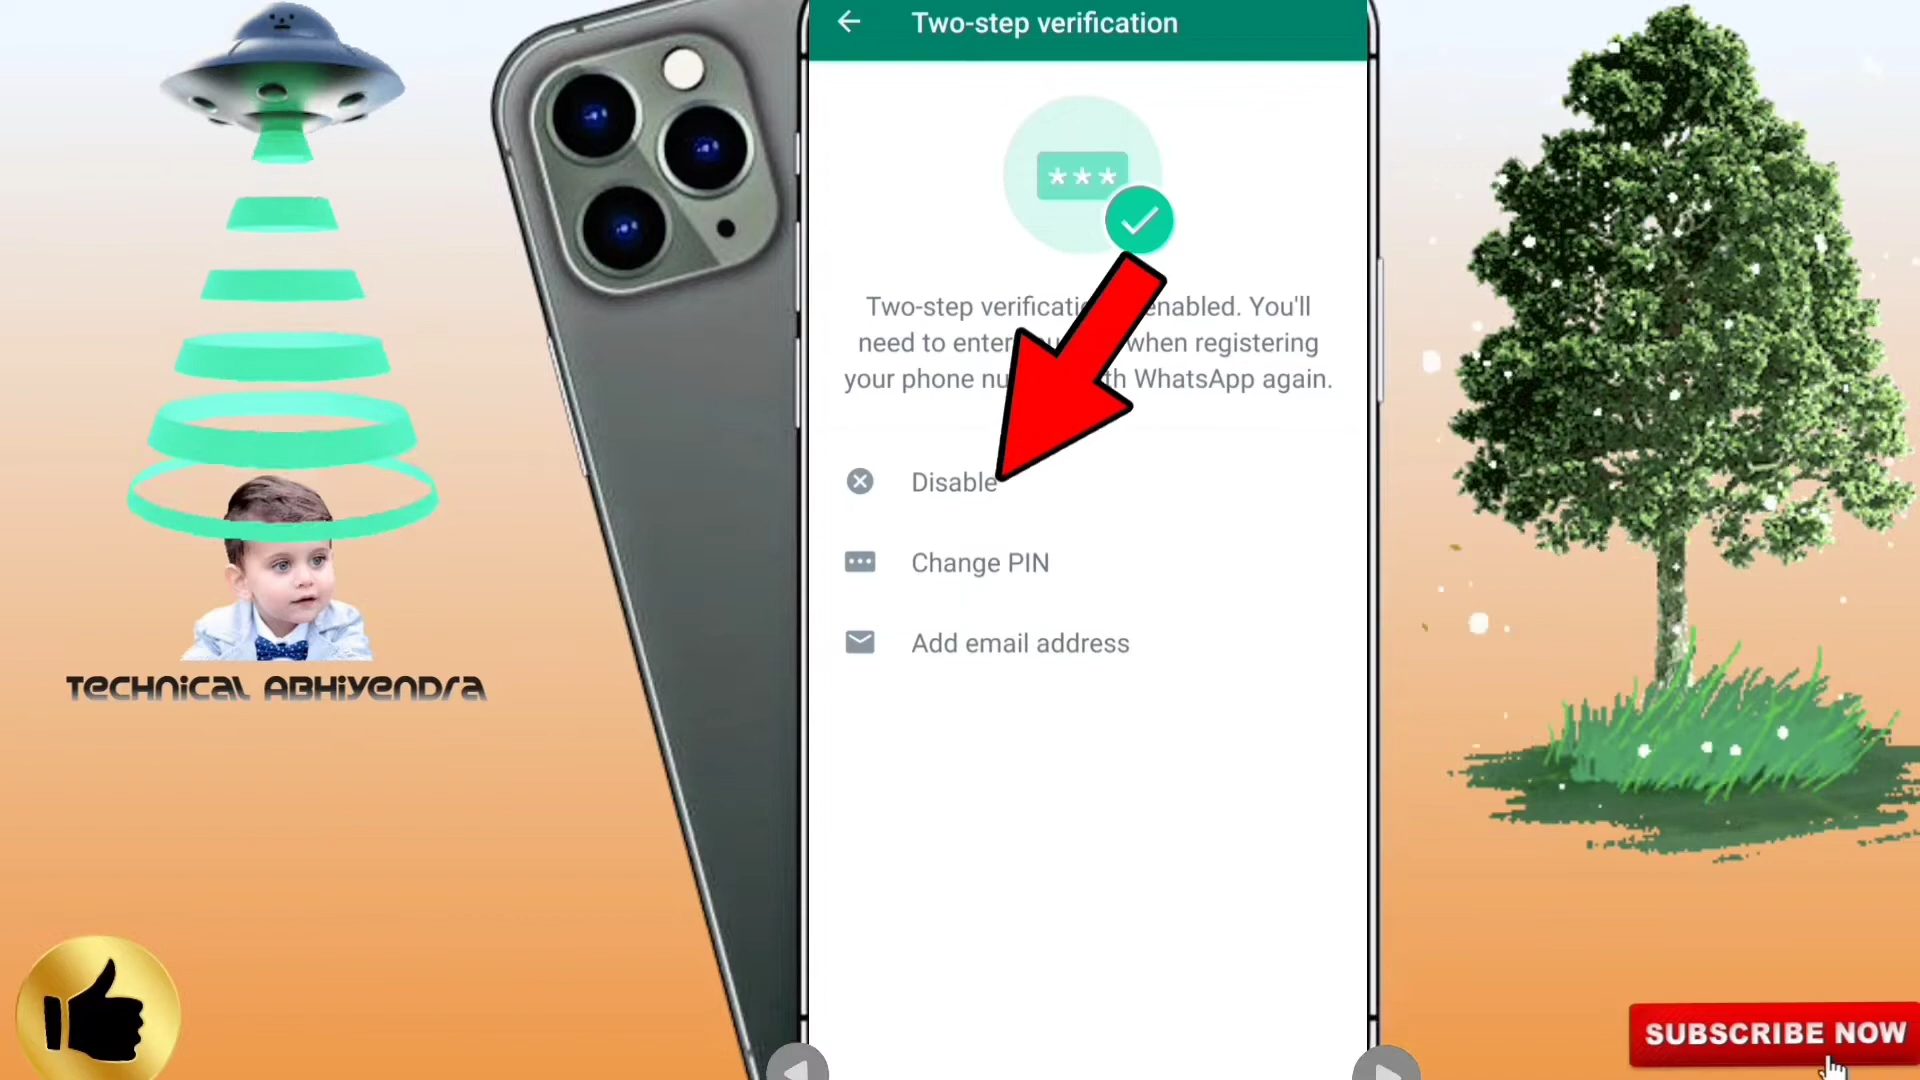 Two-step verification
***
Two-step verificati enabled. You'll
need to enter when registering
your phone nu th WhatsApp again.
Disable
Change PIN
Add email address
TECHNICAL ABHIYENDRA
SUBSCRIBE NOW